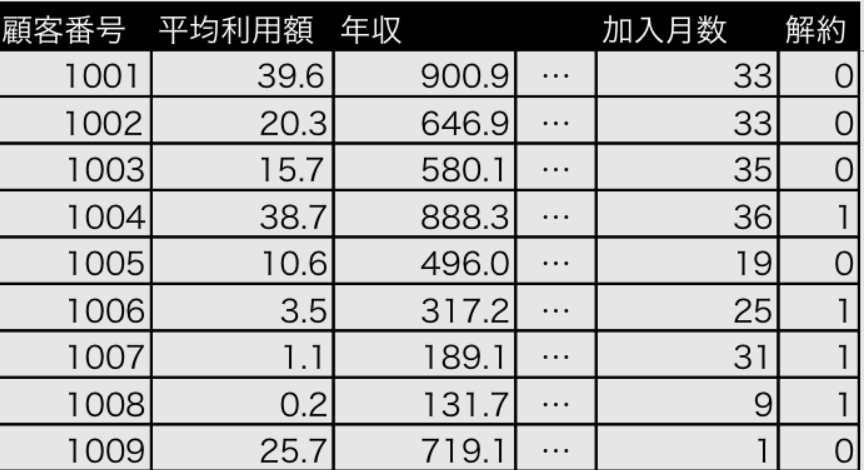 顧客番号 平均利用額 年収 加入月数 解約
1001 39.6 900.9 … 33 0
1002 20.3 646.9 … 33 0
1003 15.7 580.1 … 35 0
1004 38.7 888.3 … 36 1
1005 10.6 496.0 … 19 0
1006 3.5 317.2 … 25 1
1007 1.1 189.1 … 31 1
1008 0.2 131.7 … 9 1
1009 25.7 719.1 … 1 0